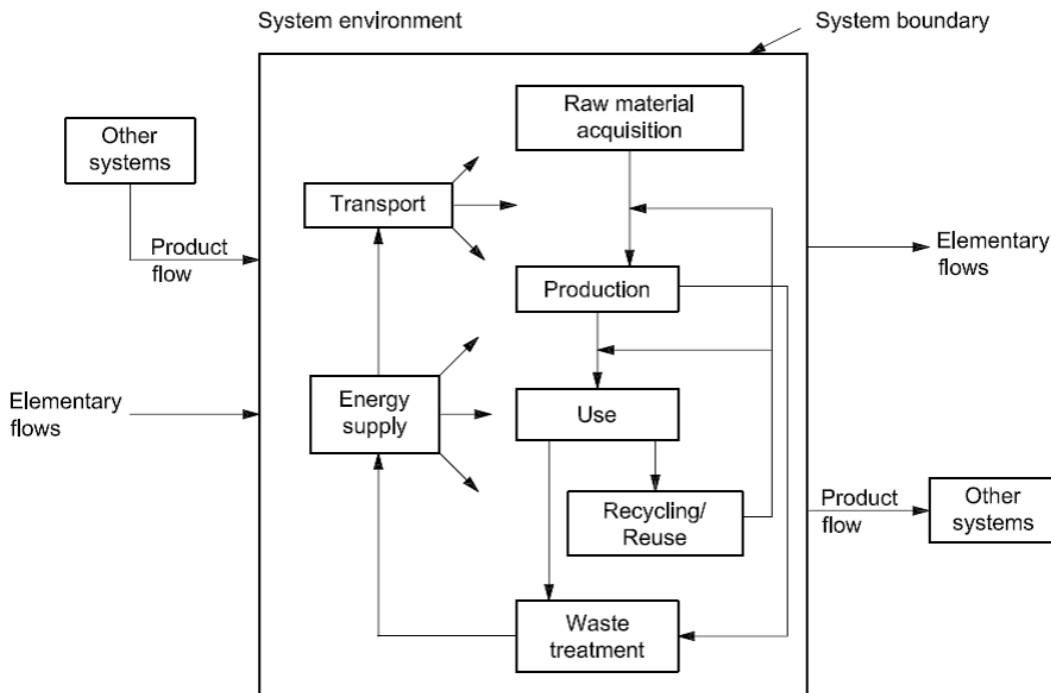 System environment
System boundary
Raw material
acquisition
Other
systems
Transport
Product
flow
Elementary
flows
Production
Elementary
flows
Energy
supply
Use
Recycling/
Reuse
Product
flow
Other
systems
Waste
treatment